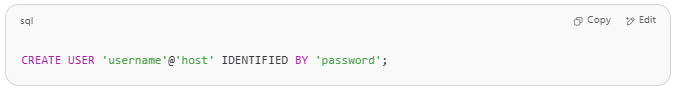 sql
Copy
Edit
CREATE USER 'username'@'host' IDENTIFIED BY 'password';